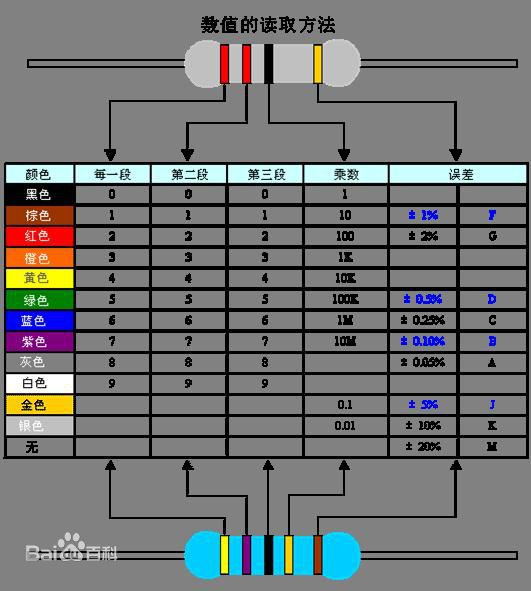 数值的读取方法
颜色 每一段 第二段 第三段 乘数 误差
黑色 0 0 0 1
棕色 1 1 1 10 ± 1% F
红色 2 2 2 100 ± 2% G
橙色 3 3 3 1K
黄色 4 4 4 10K
绿色 5 5 5 100K ± 0.5% D
蓝色 6 6 6 1M ± 0.25% C
紫色 7 7 7 10M ± 0.10% B
灰色 8 8 8 ± 0.05% A
白色 9 9 9
金色 0.1 ± 5% J
银色 0.01 ± 10% K
无 ± 20% M
Bai百科